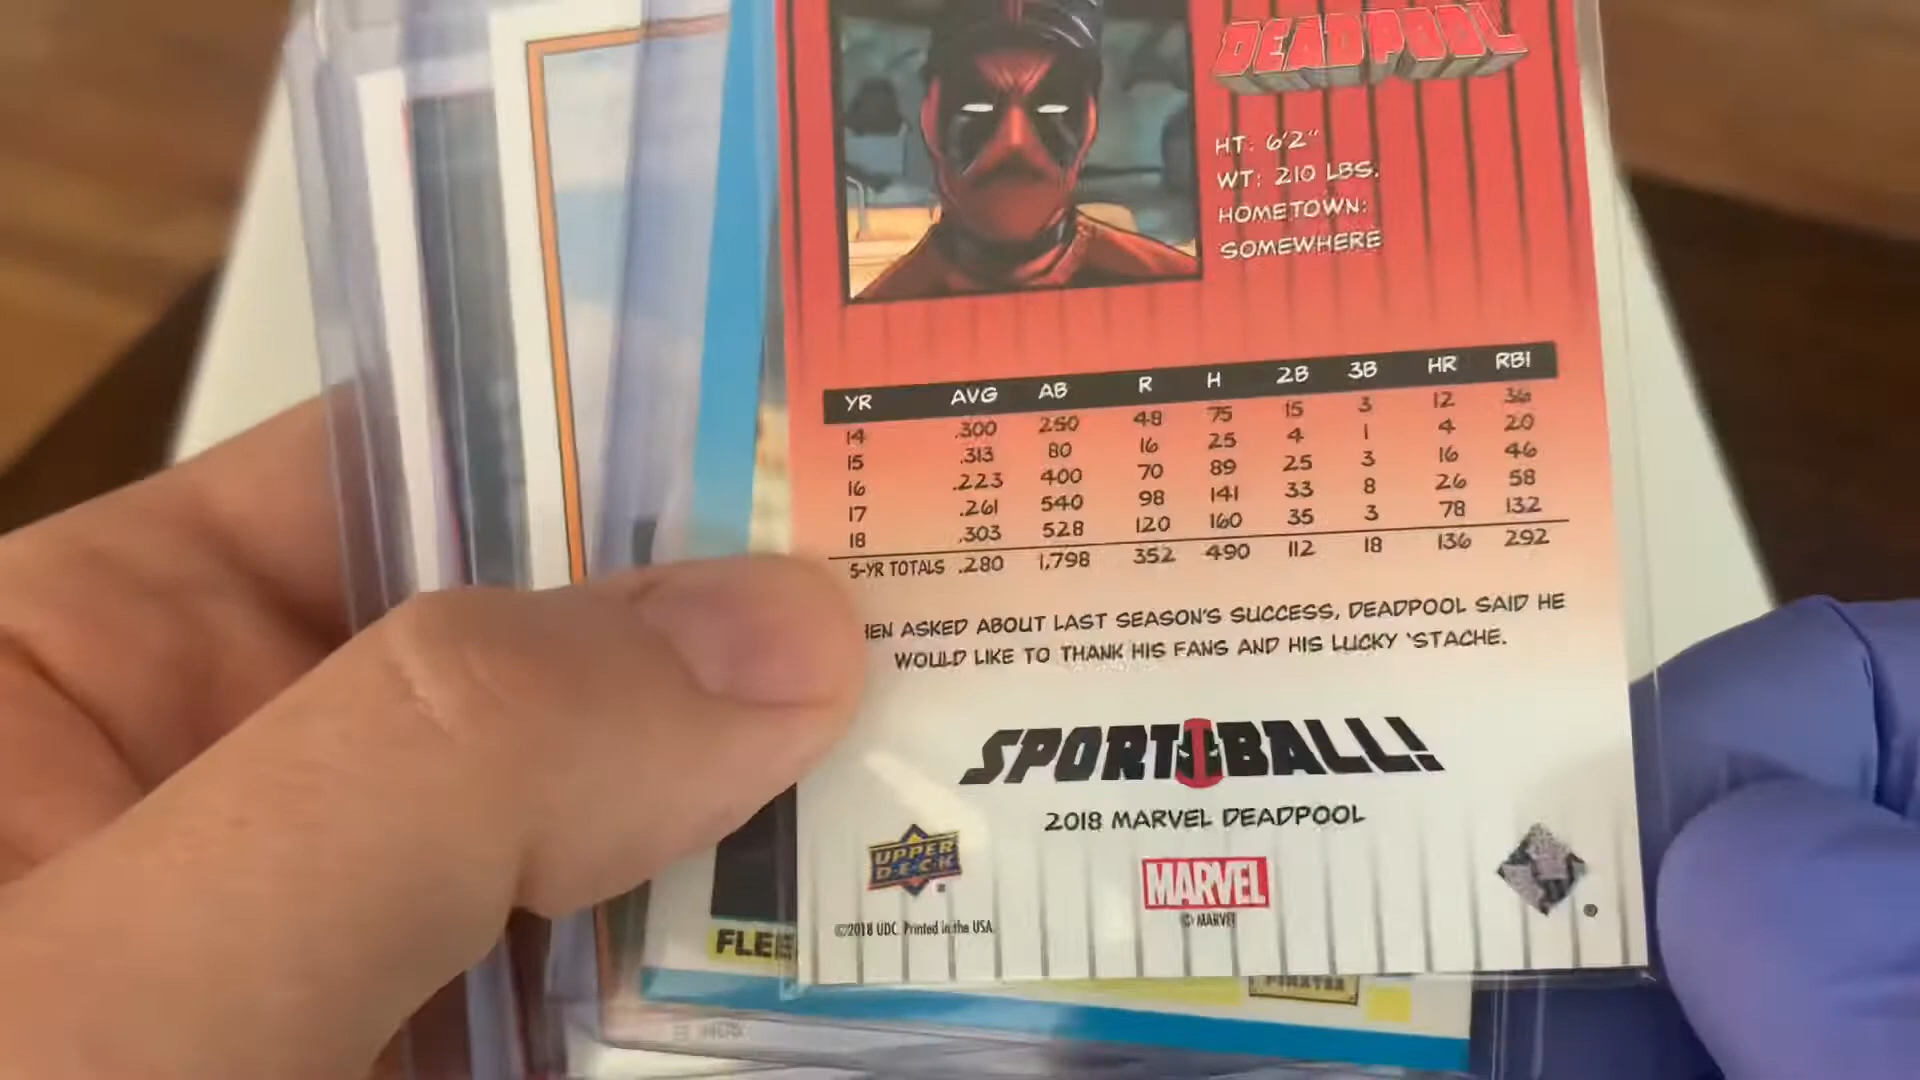 DEADPOOL
HT: 6'2"
WT: 210 LBS.
HOMETOWN:
SOMEWHERE
YR AVG AB R H 2B 3B HR RBI
14 .300 250 48 75 15 3 12 36
15 .313 80 16 25 4 1 4 20
16 .223 400 70 89 25 3 16 46
17 .261 540 98 141 33 8 26 58
18 .303 528 120 160 35 3 78 132
5-YR TOTALS .280 1,798 352 490 112 18 136 292
HEN ASKED ABOUT LAST SEASON'S SUCCESS, DEADPOOL SAID HE
WOULD LIKE TO THANK HIS FANS AND HIS LUCKY 'STACHE.
SPORTBALL!
2018 MARVEL DEADPOOL
UPPER
D·E·C·K
MARVEL
© MARVEL
©2018 UDC. Printed in the USA.
FLEE
PIRATES